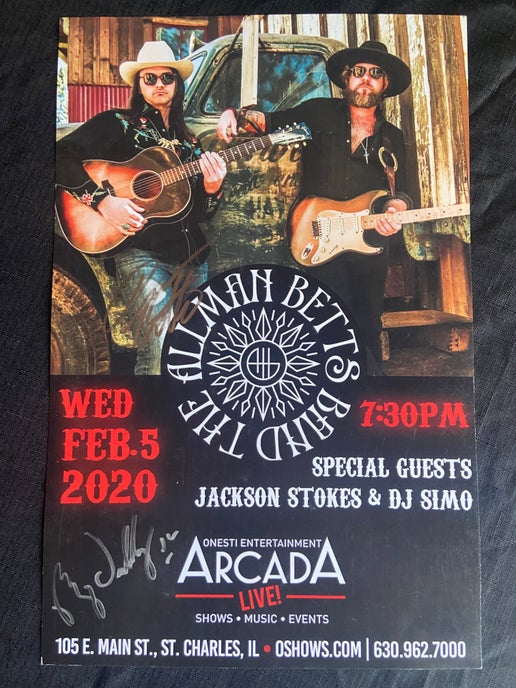 THE ALLMAN BETTS BAND
WED
FEB. 5
2020
7:30PM
SPECIAL GUESTS
JACKSON STOKES & DJ SIMO
ONESTI ENTERTAINMENT
ARCADA
LIVE!
SHOWS • MUSIC • EVENTS
105 E. MAIN ST., ST. CHARLES, IL • OSHOWS.COM | 630.962.7000